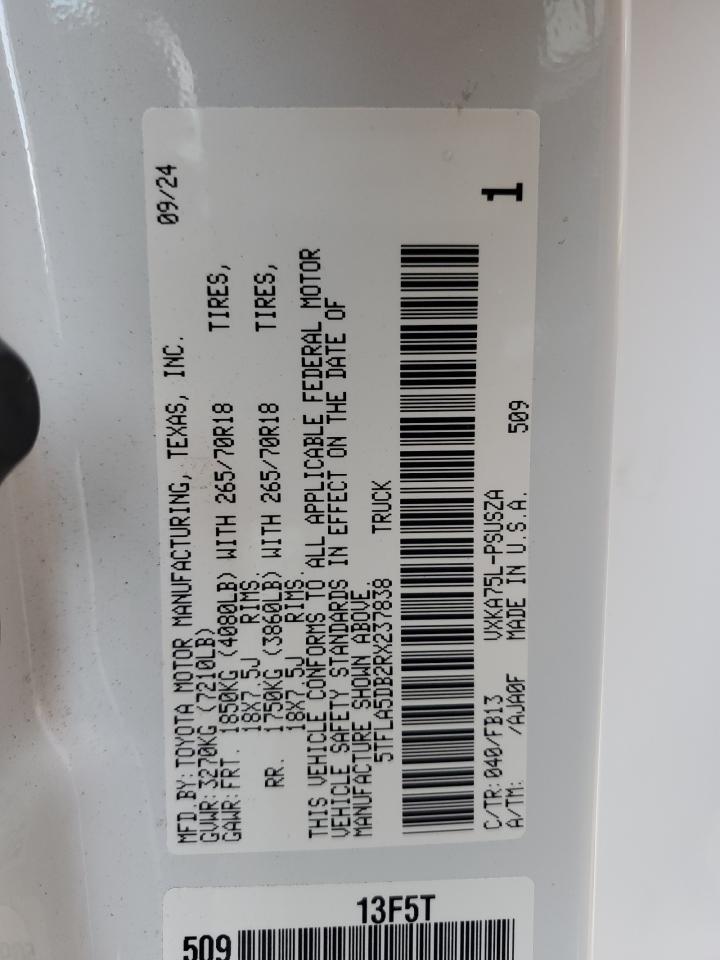 MFD. BY: TOYOTA MOTOR MANUFACTURING, TEXAS, INC. 09/24
GVWR: 3270KG (7210LB)
GAWR: FRT. 1850KG (4080LB) WITH 265/70R18 TIRES,
18X7.5J RIMS.
RR. 1750KG (3860LB) WITH 265/70R18 TIRES,
18X7.5J RIMS.
THIS VEHICLE CONFORMS TO ALL APPLICABLE FEDERAL MOTOR
VEHICLE SAFETY STANDARDS IN EFFECT ON THE DATE OF
MANUFACTURE SHOWN ABOVE.
5TFLA5DB2RX237838 TRUCK
1
C/TR: 040/FB13 VXKA75L-PSUSZA
A/TM: /AJA0F MADE IN U.S.A. 509
13F5T
509